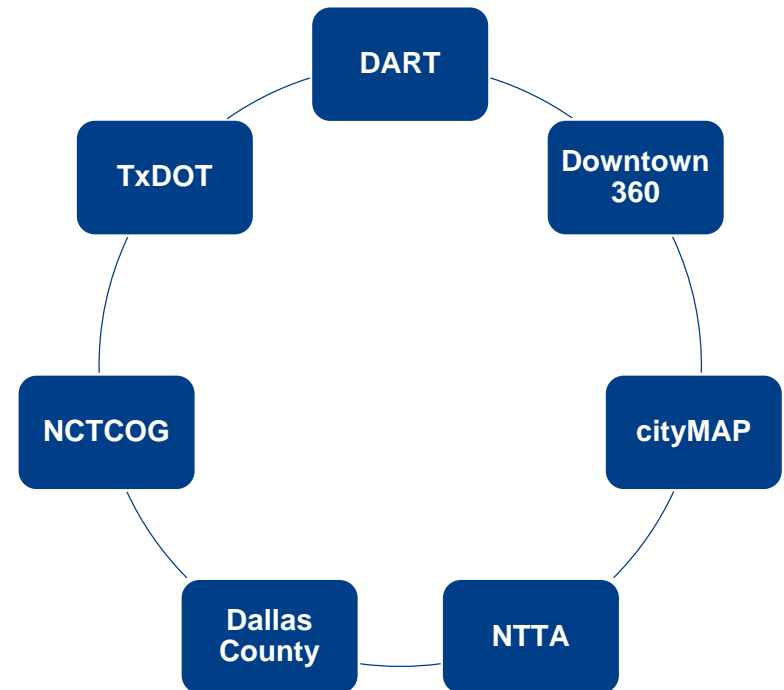 DART
Downtown
360
cityMAP
NTTA
Dallas
County
NCTCOG
TxDOT